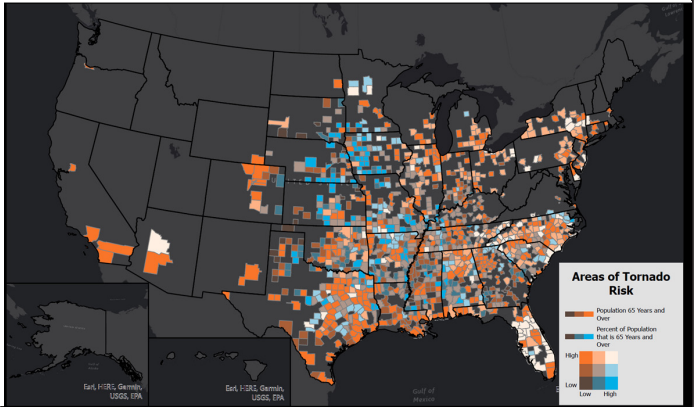 Areas of Tornado
Risk
Population 65 Years and
Over
Percent of Population
that is 65 Years and
Over
High
Low
Low
High
Esri, HERE, Garmin,
USGS, EPA
Esri, HERE, Garmin,
USGS, EPA
Gulf of
Mexico